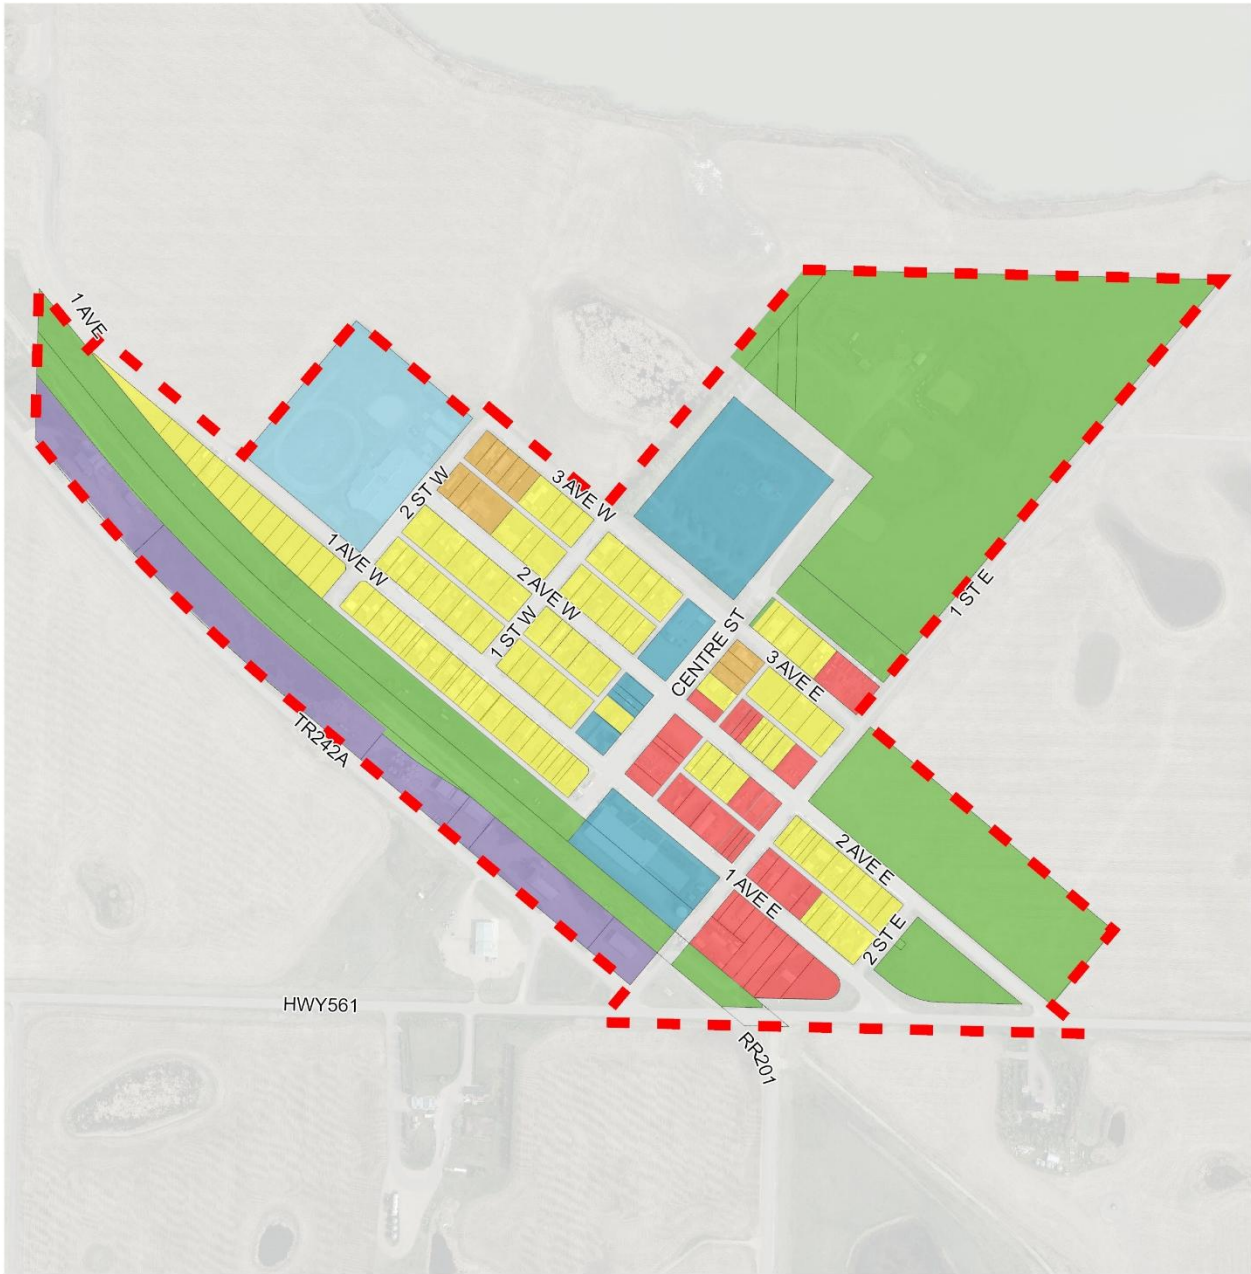 1 AVE
3 AVE W
2 ST W
1 AVE W
2 AVE W
1 ST E
1 ST W
CENTRE ST
3 AVE E
TR242A
2 AVE E
1 AVE E
2 ST E
HWY561
RR201